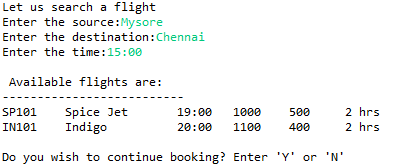 Let us search a flight
Enter the source:Mysore
Enter the destination:Chennai
Enter the time:15:00
Available flights are:
--------------------------
SP101 Spice Jet 19:00 1000 500 2 hrs
IN101 Indigo 20:00 1100 400 2 hrs
Do you wish to continue booking? Enter 'Y' or 'N'